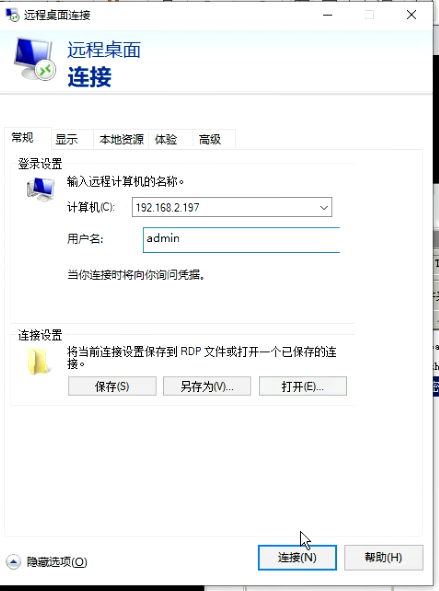 远程桌面连接
远程桌面
连接
常规 显示 本地资源 体验 高级
登录设置
输入远程计算机的名称。
计算机(C): 192.168.2.197
用户名: admin
当你连接时将向你询问凭据。
连接设置
将当前连接设置保存到 RDP 文件或打开一个已保存的连
接。
保存(S) 另存为(V)... 打开(E)...
隐藏选项(O) 连接(N) 帮助(H)